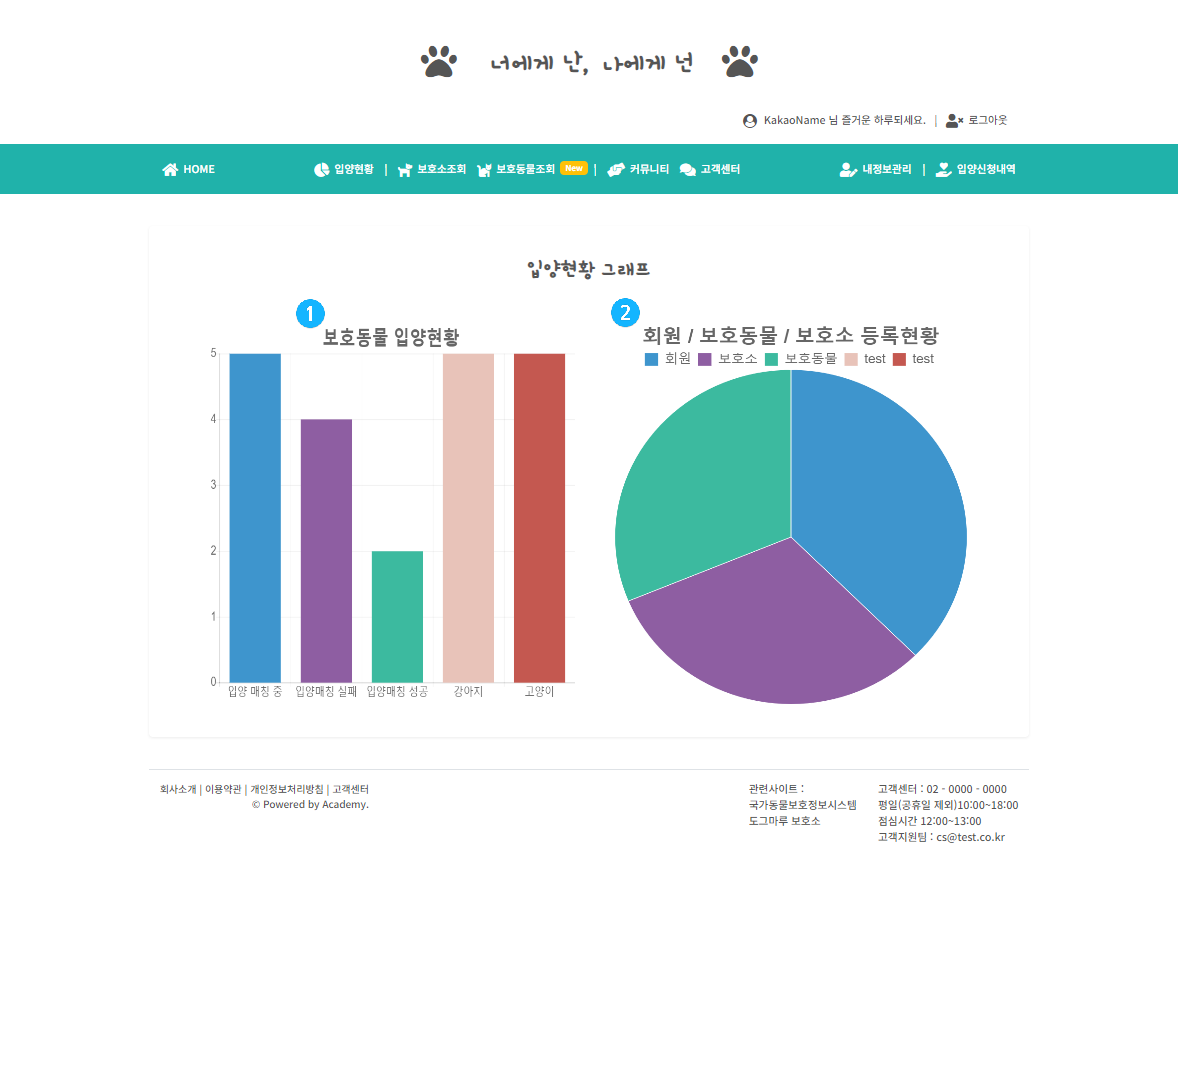 너에게 난, 나에게 넌
KakaoName 님 즐거운 하루되세요. | 로그아웃
HOME 입양현황 | 보호소조회 보호동물조회 New | 커뮤니티 고객센터 내정보관리 | 입양신청내역
입양현황 그래프
1
보호동물 입양현황
5
4
3
2
1
0
입양 매칭 중 입양매칭 실패 입양매칭 성공 강아지 고양이
2
회원 / 보호동물 / 보호소 등록현황
회원 보호소 보호동물 test test
회사소개 | 이용약관 | 개인정보처리방침 | 고객센터
© Powered by Academy.
관련사이트 :
국가동물보호정보시스템
도그마루 보호소
고객센터 : 02 - 0000 - 0000
평일(공휴일 제외)10:00~18:00
점심시간 12:00~13:00
고객지원팀 : cs@test.co.kr